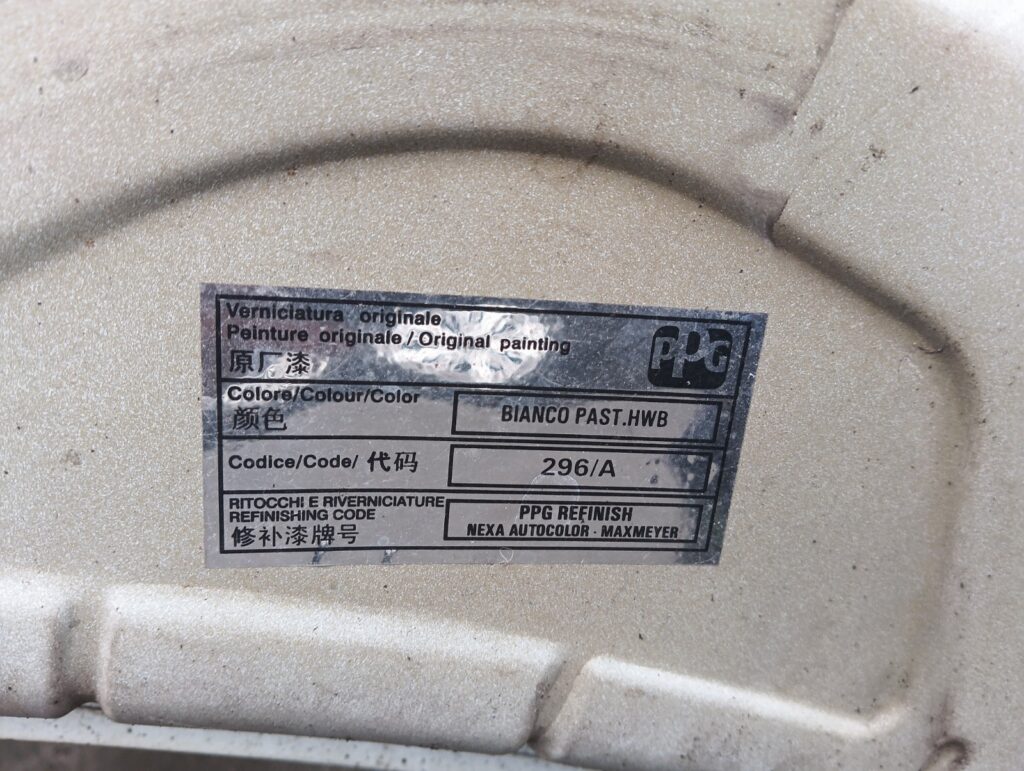 Verniciatura originale
Peinture originale / Original painting
原厂漆
PPG
Colore/Colour/Color
颜色
BIANCO PAST.HWB
Codice/Code/ 代码
296/A
RITOCCHI E RIVERNICIATURE
REFINISHING CODE
修补漆牌号
PPG REFINISH
NEXA AUTOCOLOR · MAXMEYER